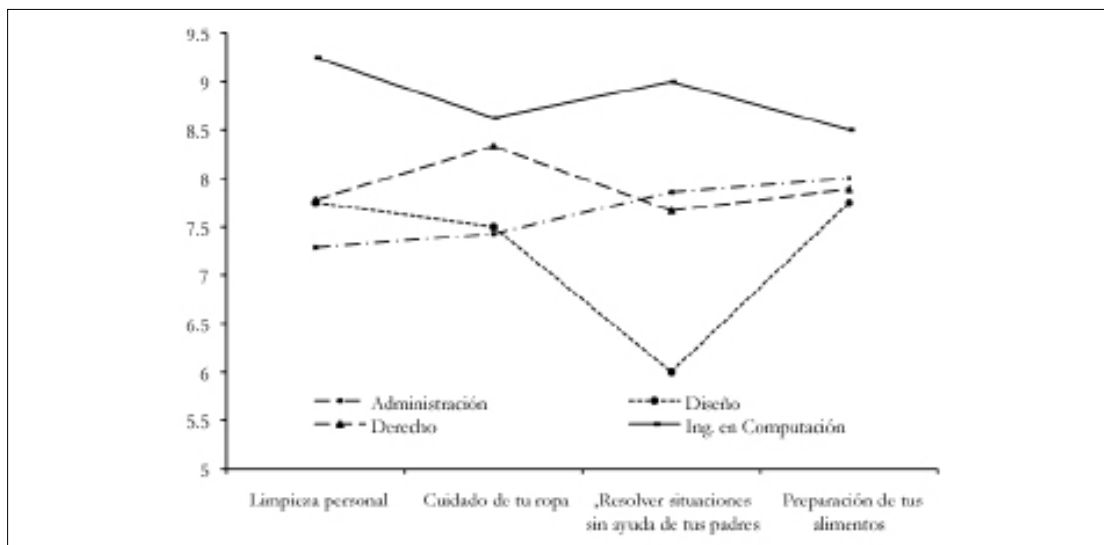 9.5
9
8.5
8
7.5
7
6.5
6
5.5
5
Administración
Diseño
Derecho
Ing. en Computación
Limpieza personal
Cuidado de tu ropa
,Resolver situaciones
sin ayuda de tus padres
Preparación de tus
alimentos